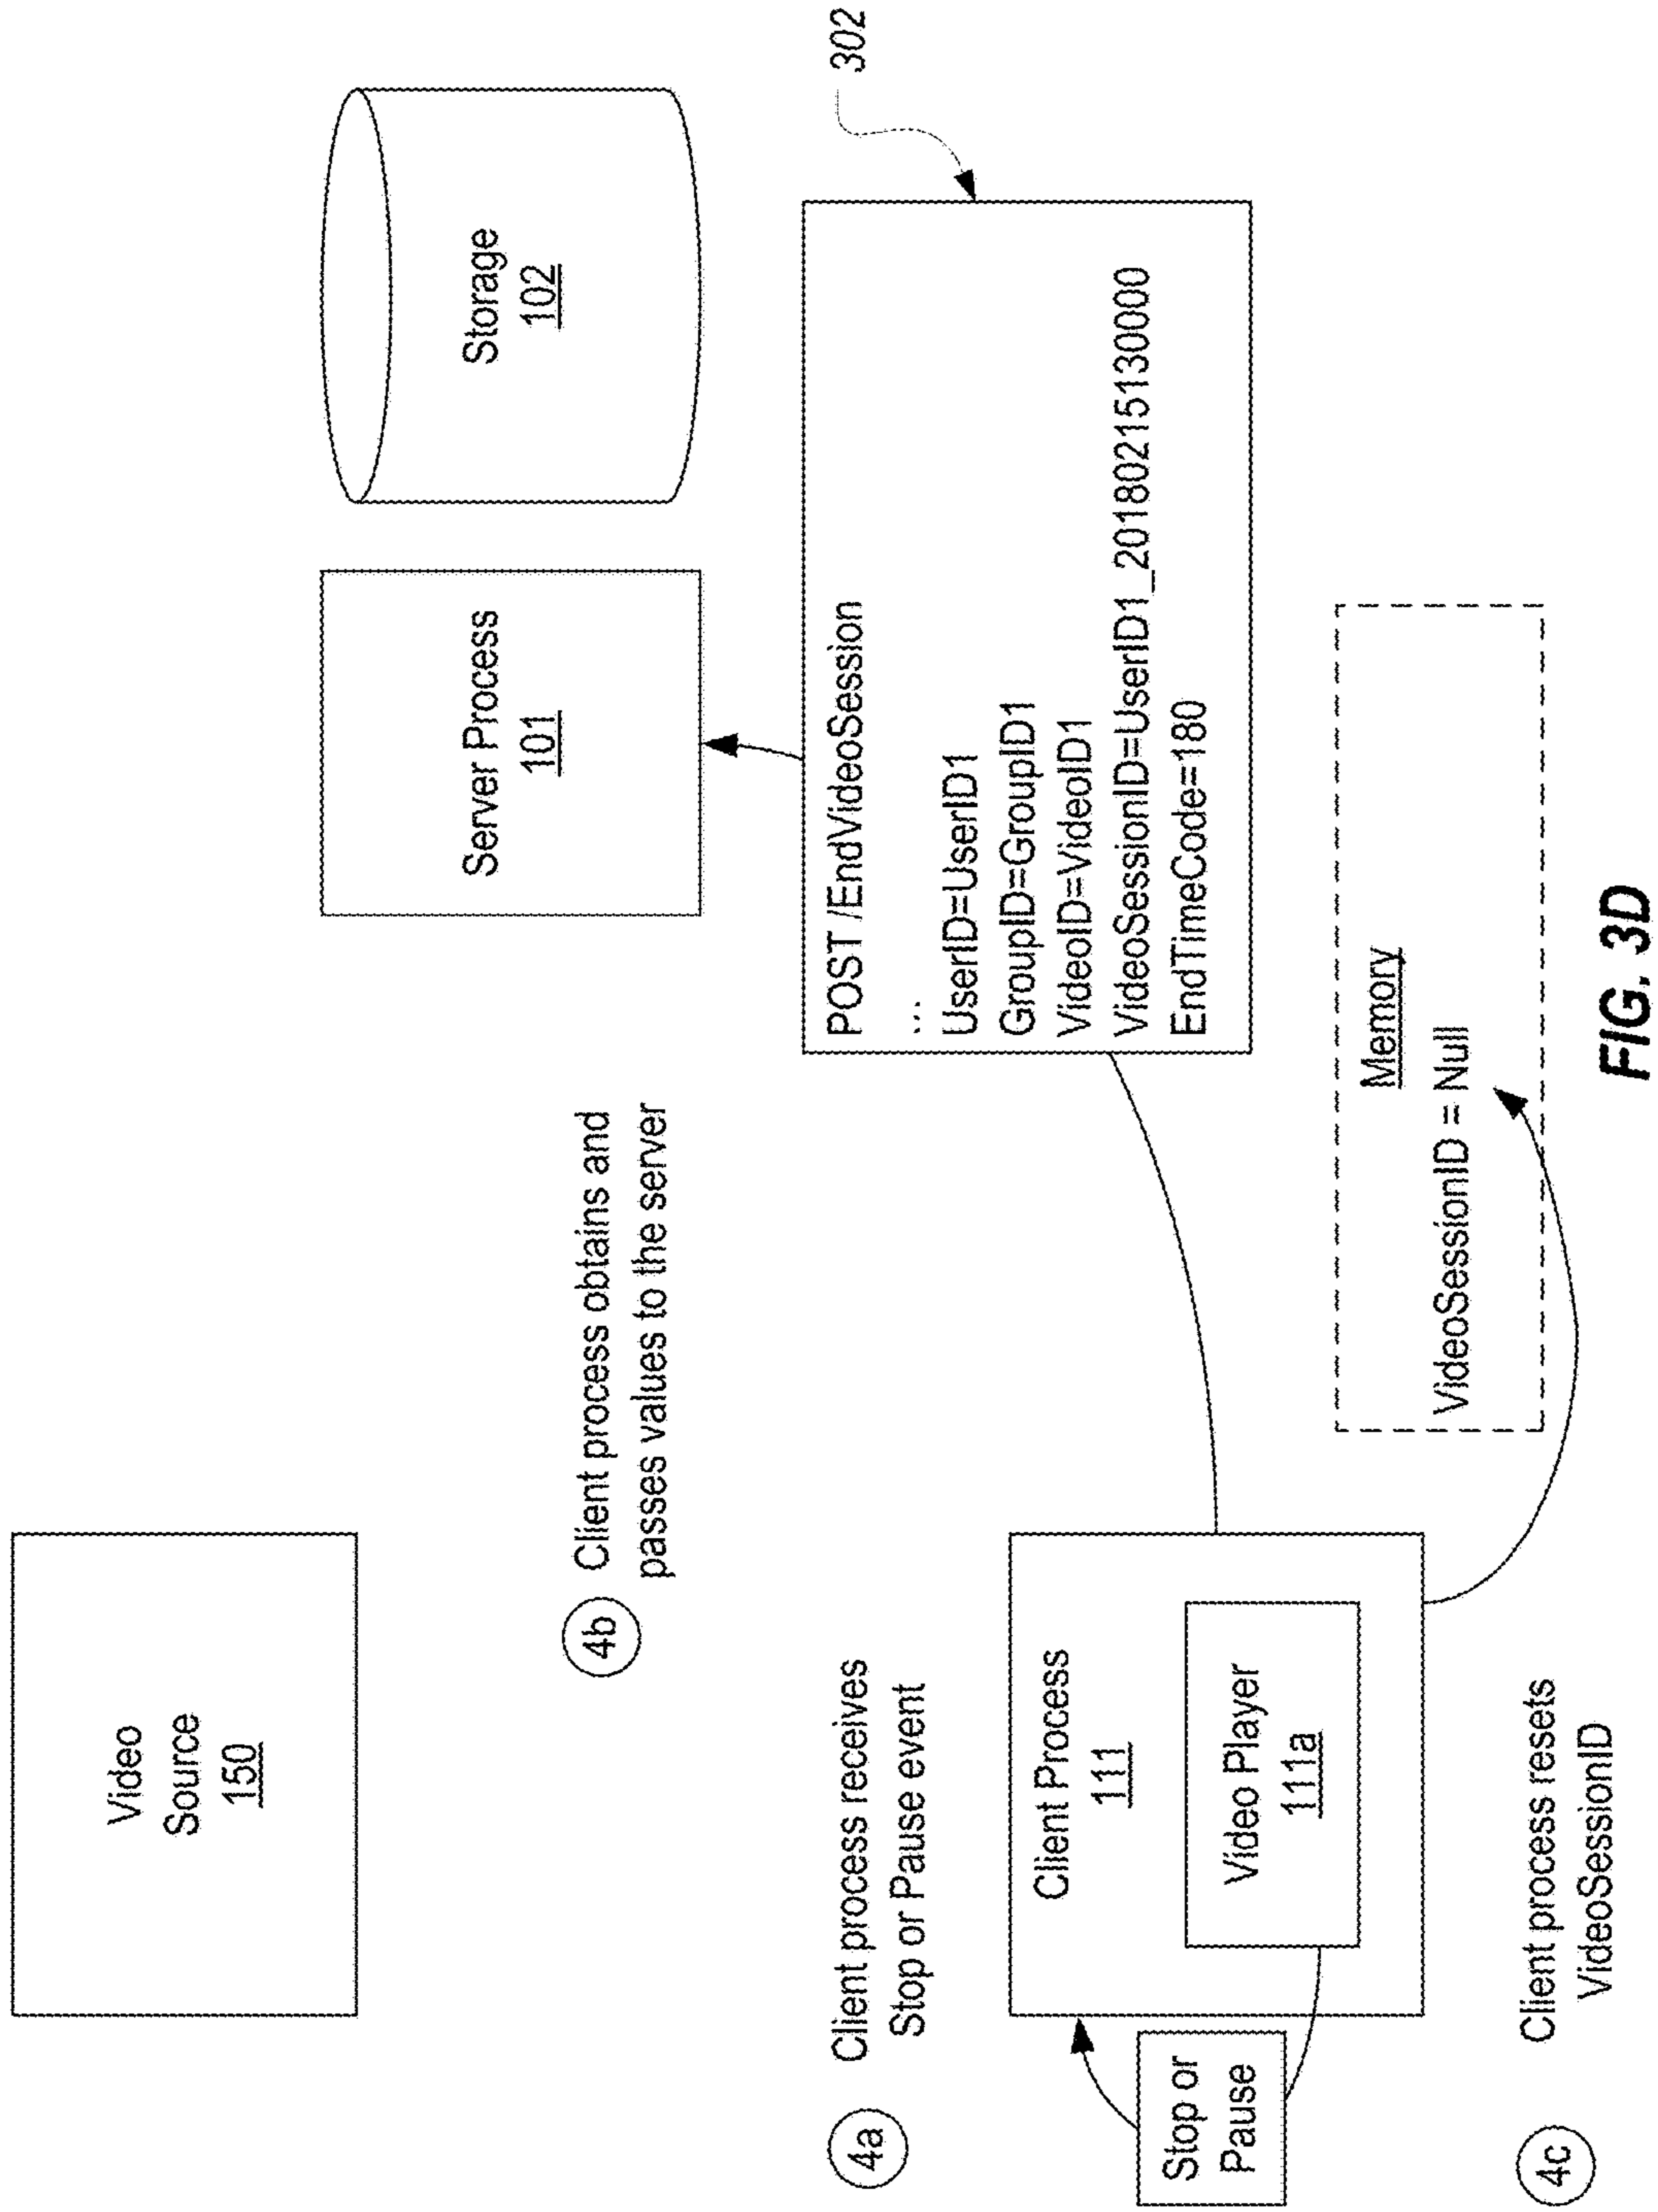 Video
Source
150
4b
Client process obtains and
passes values to the server
Server Process
101
Storage
102
302
POST /EndVideoSession
...
UserID=UserID1
GroupID=GroupID1
VideoID=VideoID1
VideoSessionID=UserID1_20180215130000
EndTimeCode=180
4a
Client process receives
Stop or Pause event
Client Process
111
Video Player
111a
Stop or
Pause
4c
Client process resets
VideoSessionID
Memory
VideoSessionID = Null
FIG. 3D